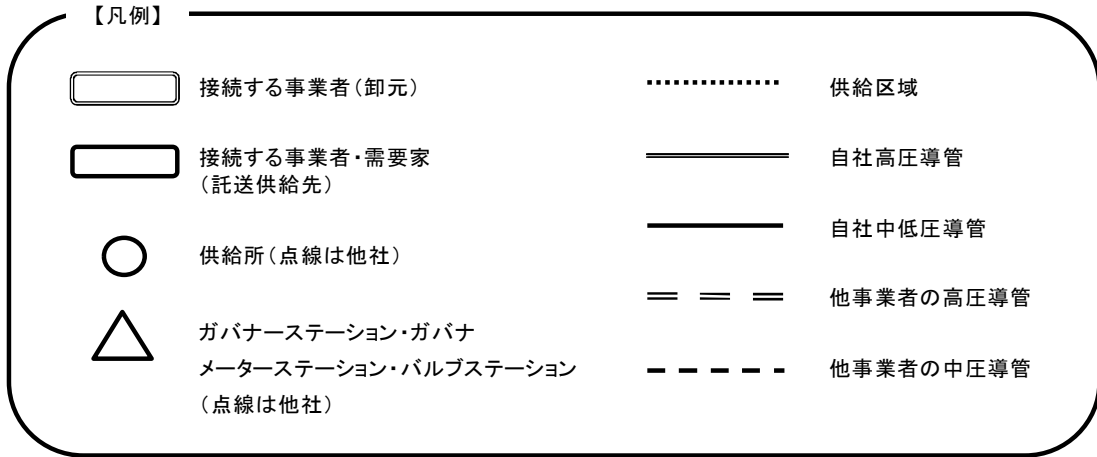 【凡例】
接続する事業者（卸元）
接続する事業者・需要家
（託送供給先）
供給所（点線は他社）
ガバナーステーション・ガバナ
メーターステーション・バルブステーション
（点線は他社）
供給区域
自社高圧導管
自社中低圧導管
他事業者の高圧導管
他事業者の中圧導管